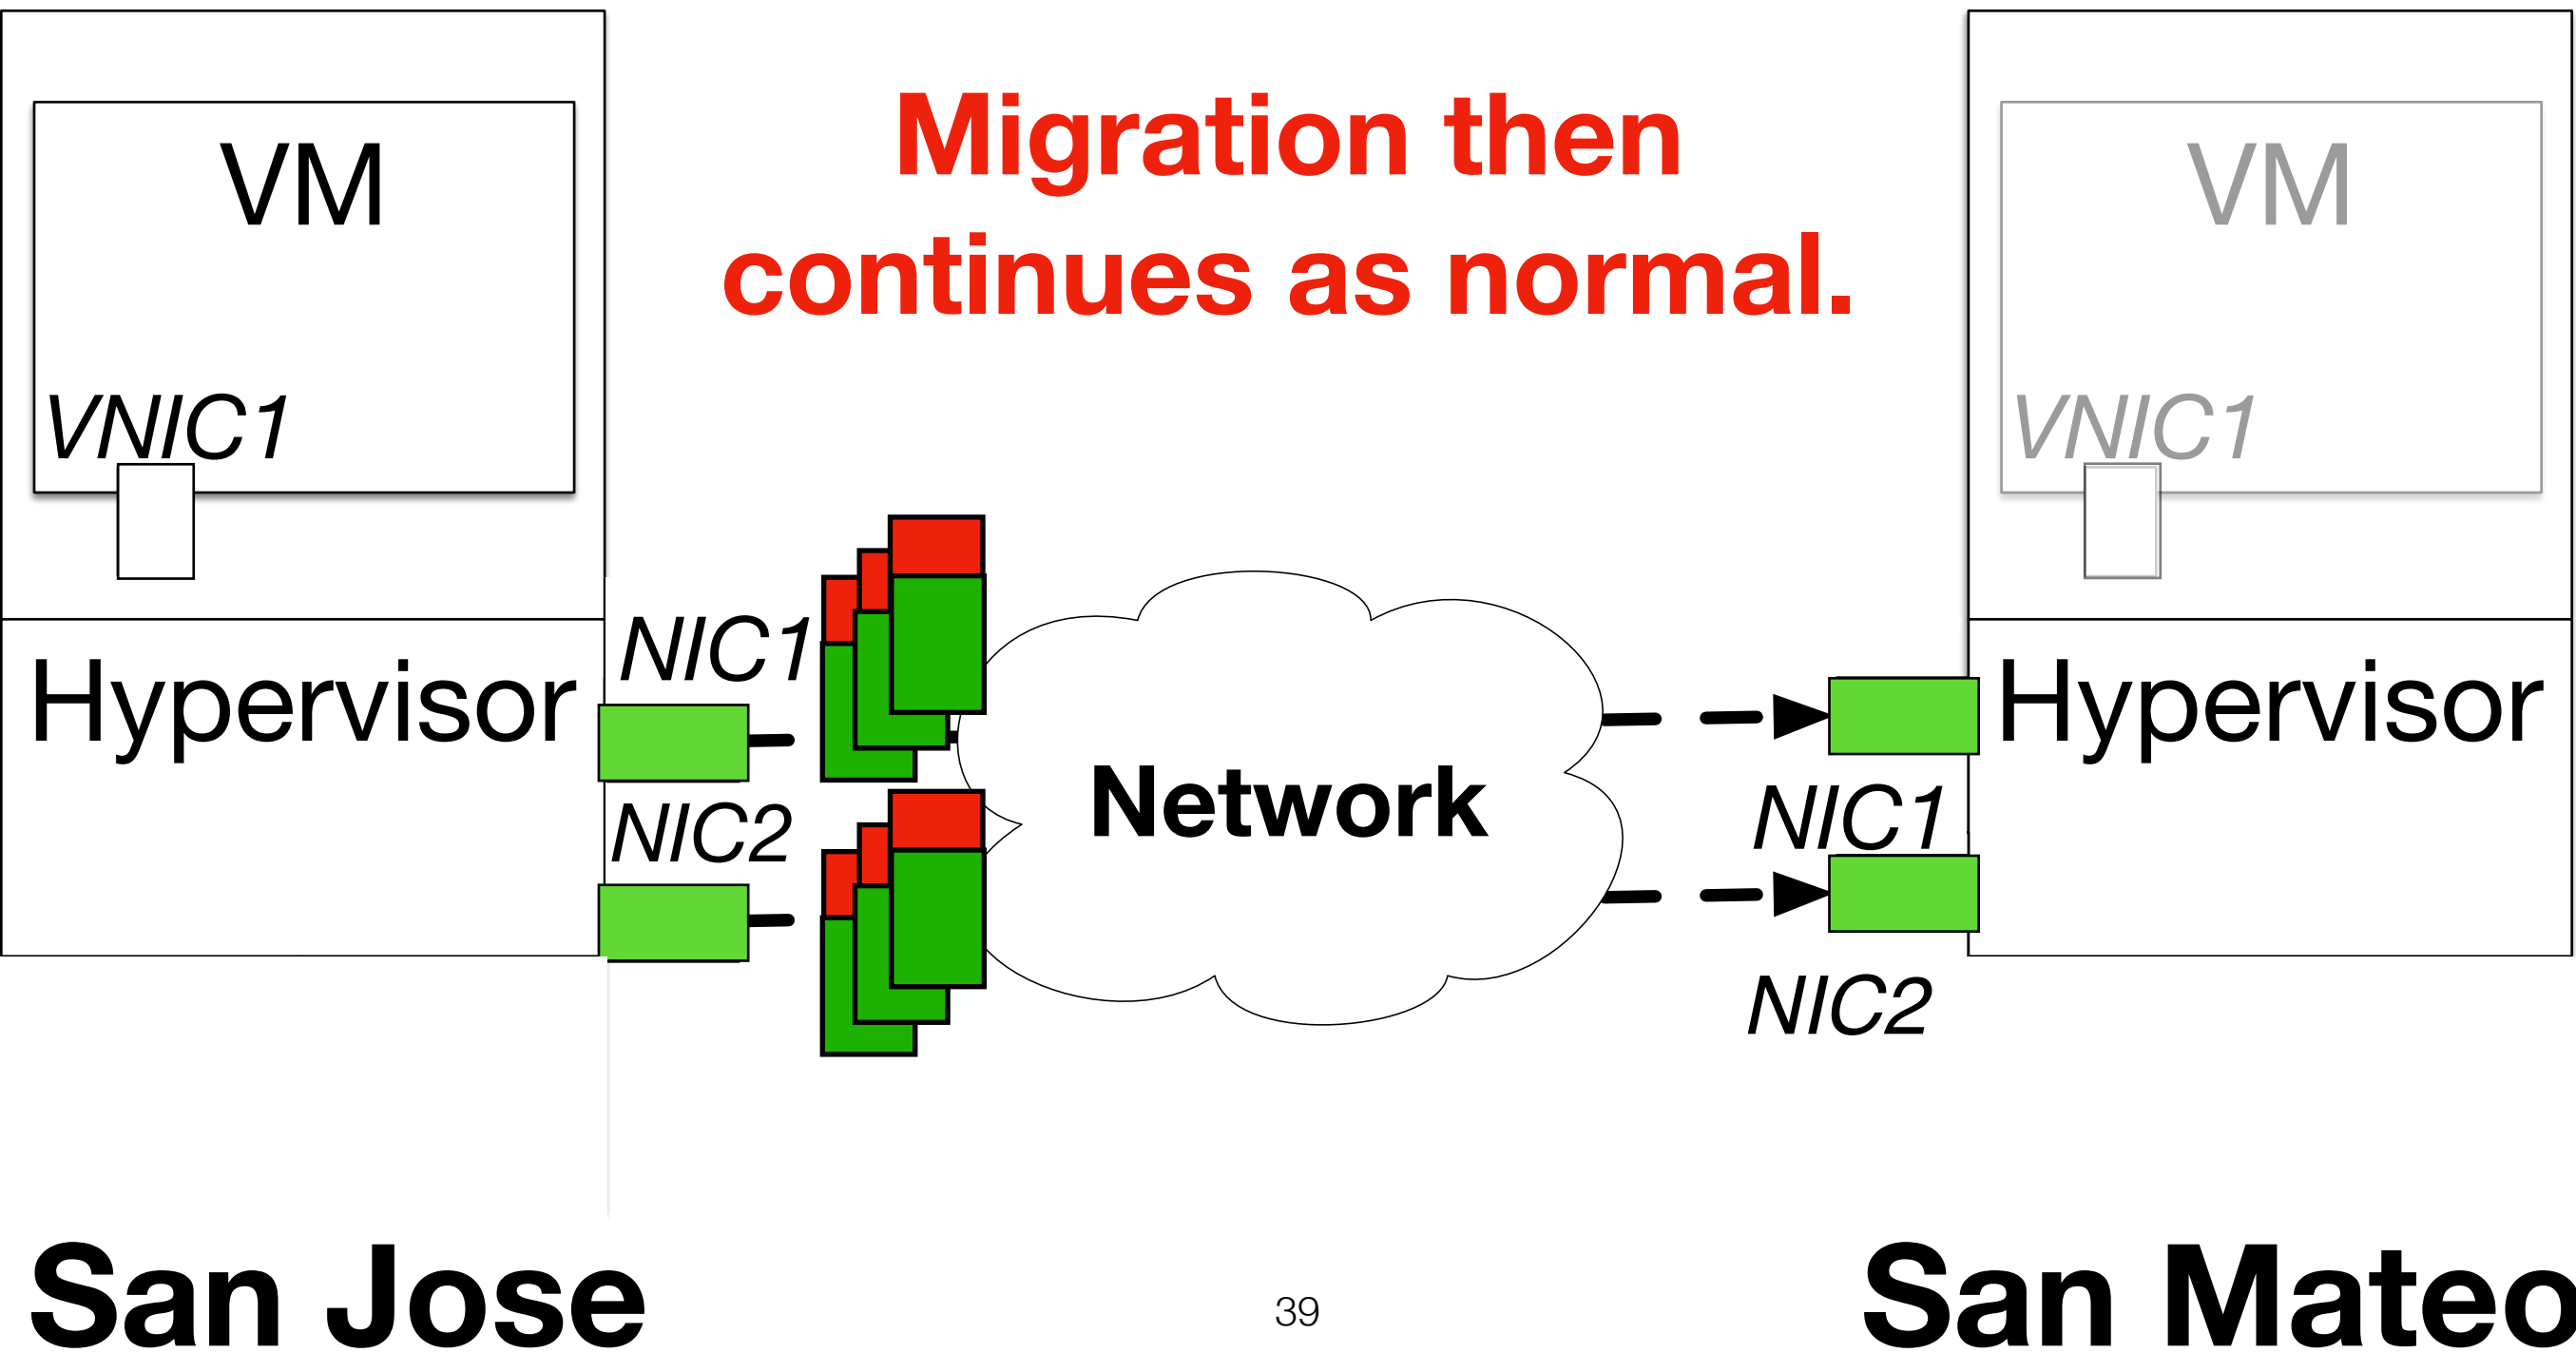 Migration then
continues as normal.
VM
VNIC1
Hypervisor
NIC1
NIC2
Network
VM
VNIC1
Hypervisor
NIC1
NIC2
San Jose
39
San Mateo